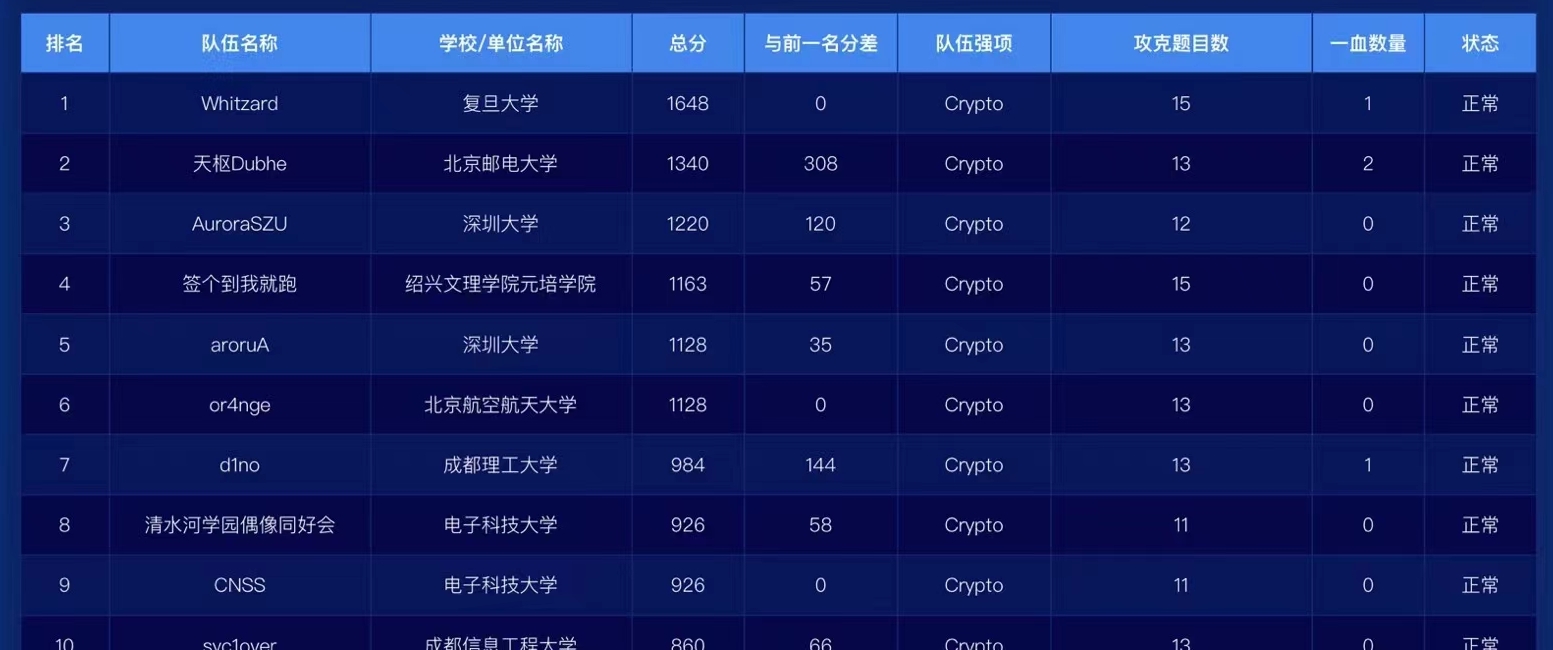 排名 队伍名称 学校/单位名称 总分 与前一名分差 队伍强项 攻克题目数 一血数量 状态
1 Whitzard 复旦大学 1648 0 Crypto 15 1 正常
2 天枢Dubhe 北京邮电大学 1340 308 Crypto 13 2 正常
3 AuroraSZU 深圳大学 1220 120 Crypto 12 0 正常
4 签个到我就跑 绍兴文理学院元培学院 1163 57 Crypto 15 0 正常
5 aroruA 深圳大学 1128 35 Crypto 13 0 正常
6 or4nge 北京航空航天大学 1128 0 Crypto 13 0 正常
7 d1no 成都理工大学 984 144 Crypto 13 1 正常
8 清水河学园偶像同好会 电子科技大学 926 58 Crypto 11 0 正常
9 CNSS 电子科技大学 926 0 Crypto 11 0 正常
10 syc1over 成都信息工程大学 860 66 Crypto 13 0 正常